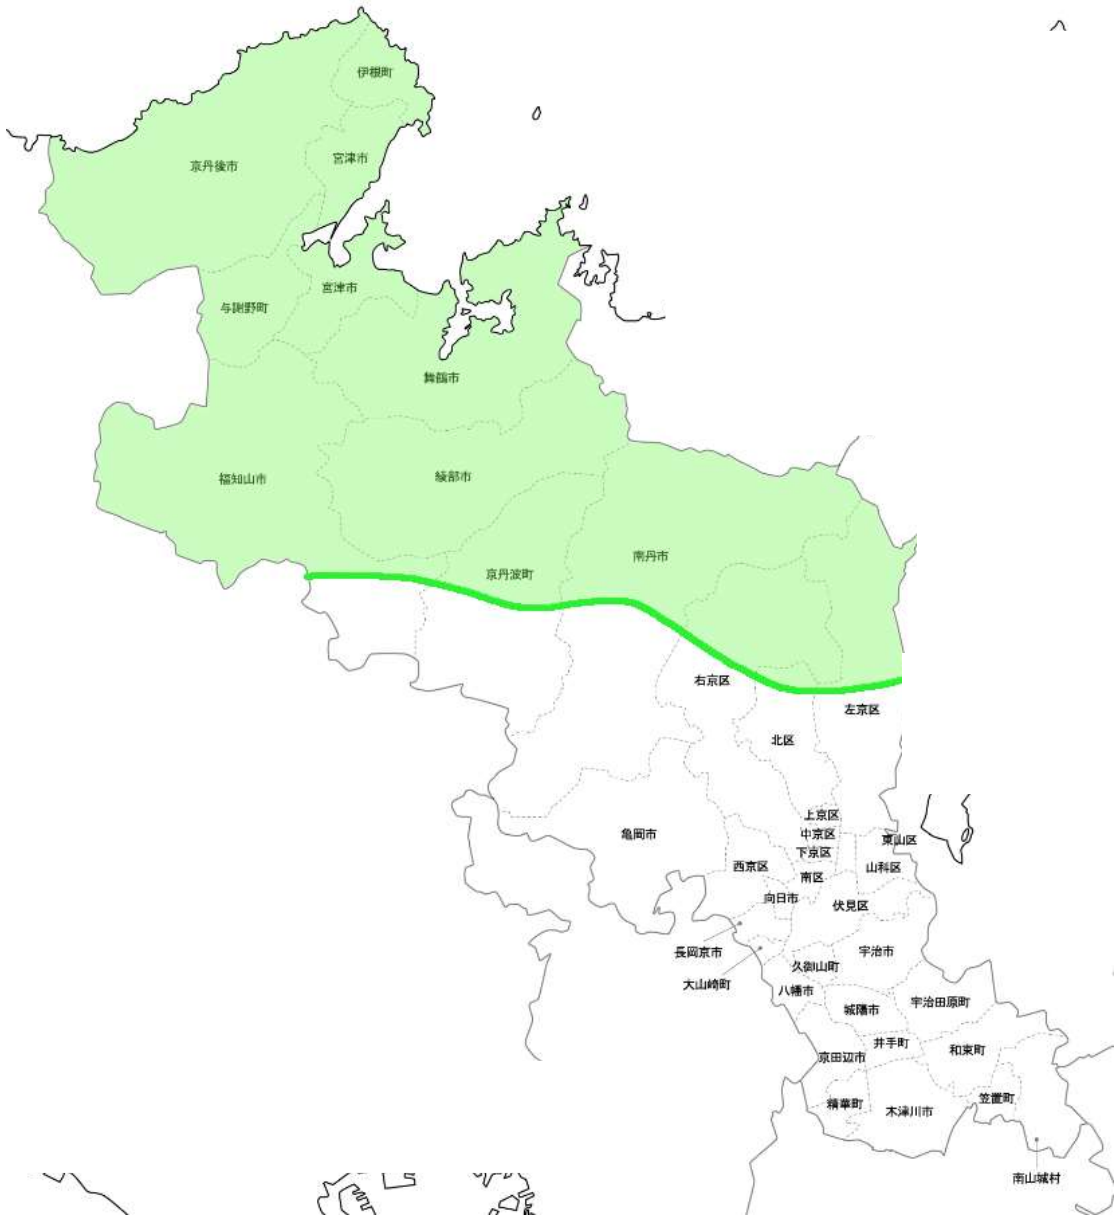 伊根町
宮津市
京丹後市
宮津市
与謝野町
舞鶴市
福知山市
綾部市
南丹市
京丹波町
右京区
左京区
北区
上京区
中京区
東山区
亀岡市
下京区
西京区
山科区
南区
向日市
伏見区
長岡京市
宇治市
久御山町
大山崎町
八幡市
城陽市
宇治田原町
井手町
和束町
京田辺市
笠置町
精華町
木津川市
南山城村